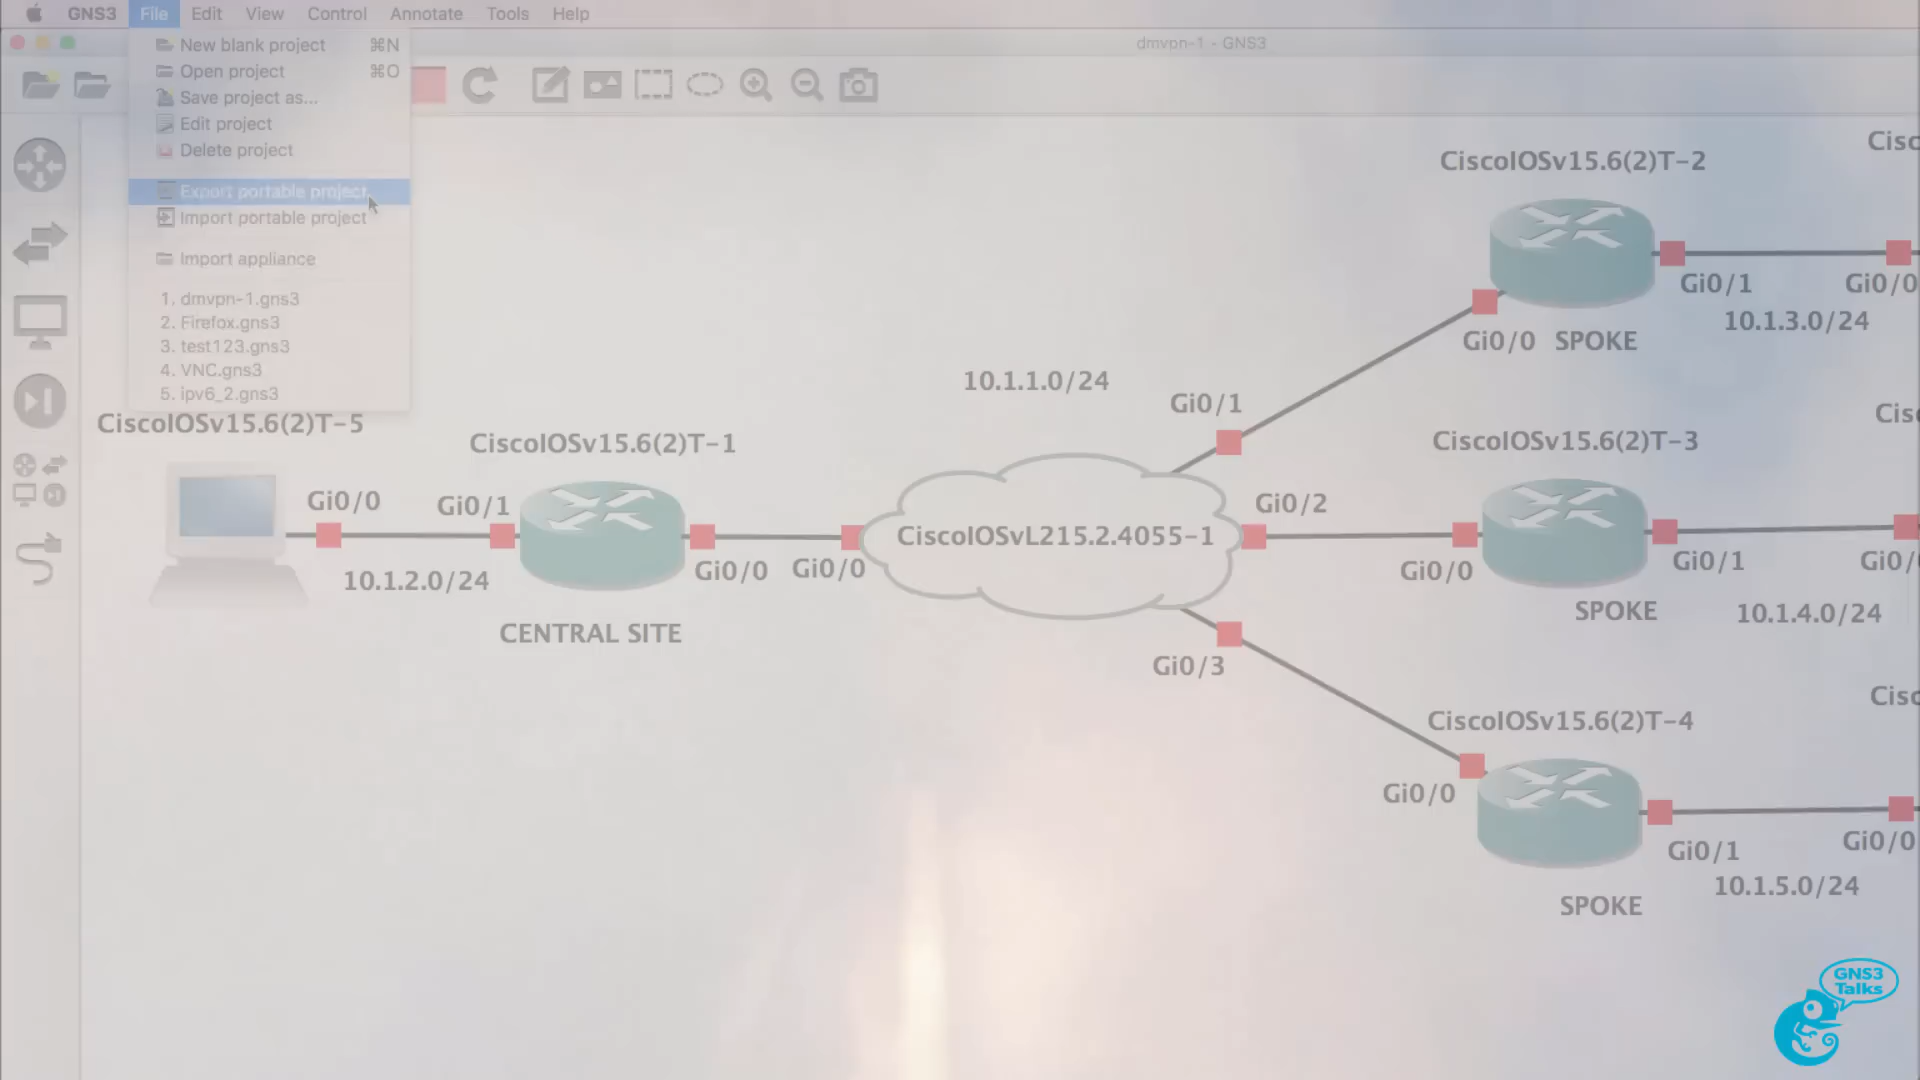 GNS3 File Edit View Control Annotate Tools Help
dmvpn-1 - GNS3
New blank project ⌘N
Open project ⌘O
Save project as...
Edit project
Delete project
Export portable project
Import portable project
Import appliance
1. dmvpn-1.gns3
2. Firefox.gns3
3. test123.gns3
4. VNC.gns3
5. ipv6_2.gns3
CiscoIOSv15.6(2)T-5
Gi0/0
10.1.2.0/24
CiscoIOSv15.6(2)T-1
Gi0/1
Gi0/0
CENTRAL SITE
Gi0/0
CiscoIOSvL215.2.4055-1
10.1.1.0/24
Gi0/1
Gi0/2
Gi0/3
CiscoIOSv15.6(2)T-2
Gi0/0 SPOKE
Gi0/1
10.1.3.0/24
Gi0/0
Cisc
CiscoIOSv15.6(2)T-3
Gi0/0
SPOKE
Gi0/1
10.1.4.0/24
Gi0/
Cisc
CiscoIOSv15.6(2)T-4
Gi0/0
SPOKE
Gi0/1
10.1.5.0/24
Gi0/0
Cisc
GNS3
Talks